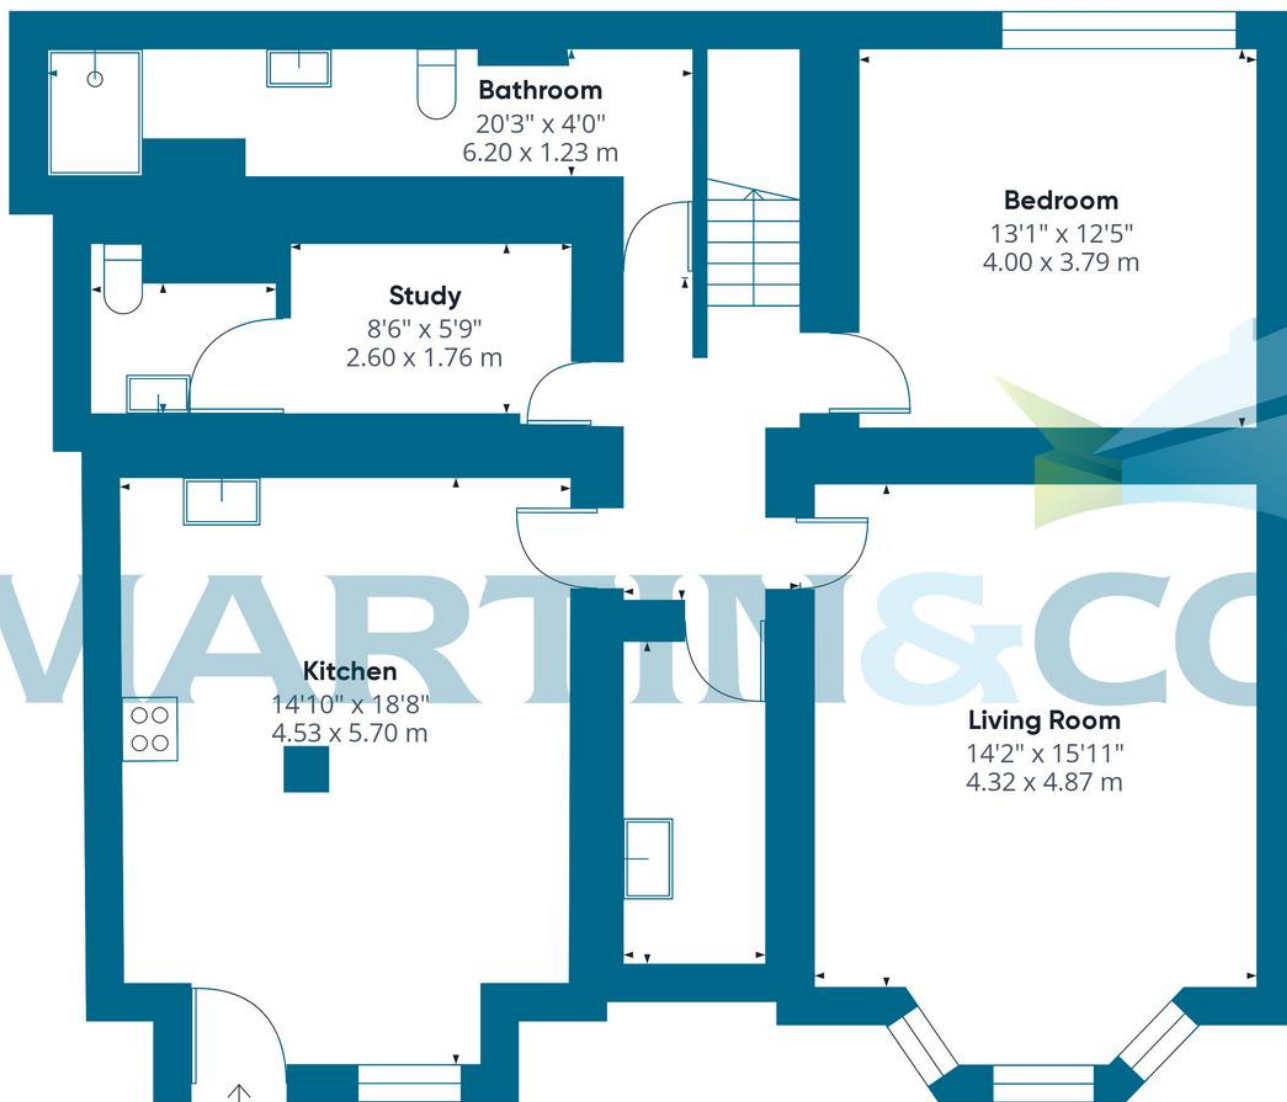 Bathroom
20'3" x 4'0"
6.20 x 1.23 m
Bedroom
13'1" x 12'5"
4.00 x 3.79 m
Study
8'6" x 5'9"
2.60 x 1.76 m
MARTIN&CO
Kitchen
14'10" x 18'8"
4.53 x 5.70 m
Living Room
14'2" x 15'11"
4.32 x 4.87 m